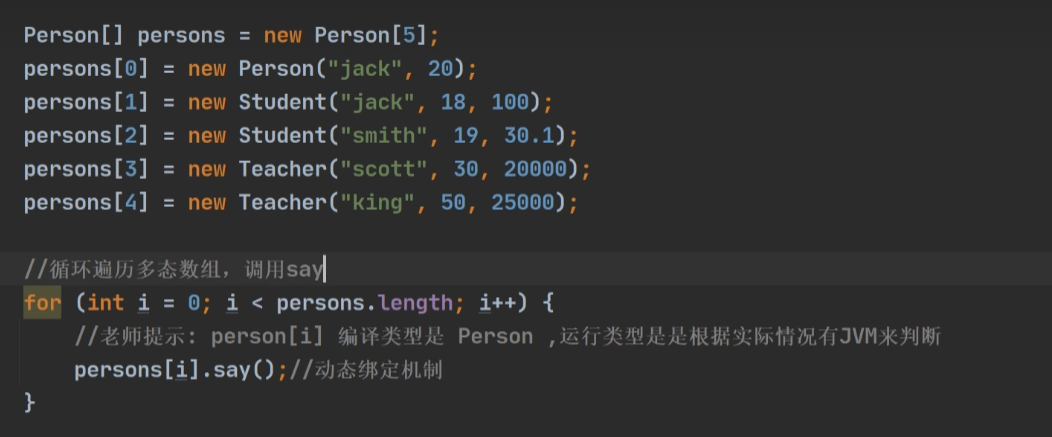 Person[] persons = new Person[5];
persons[0] = new Person("jack", 20);
persons[1] = new Student("jack", 18, 100);
persons[2] = new Student("smith", 19, 30.1);
persons[3] = new Teacher("scott", 30, 20000);
persons[4] = new Teacher("king", 50, 25000);
//循环遍历多态数组，调用say
for (int i = 0; i < persons.length; i++) {
//老师提示: person[i] 编译类型是 Person ,运行类型是是根据实际情况有JVM来判断
persons[i].say();//动态绑定机制
}